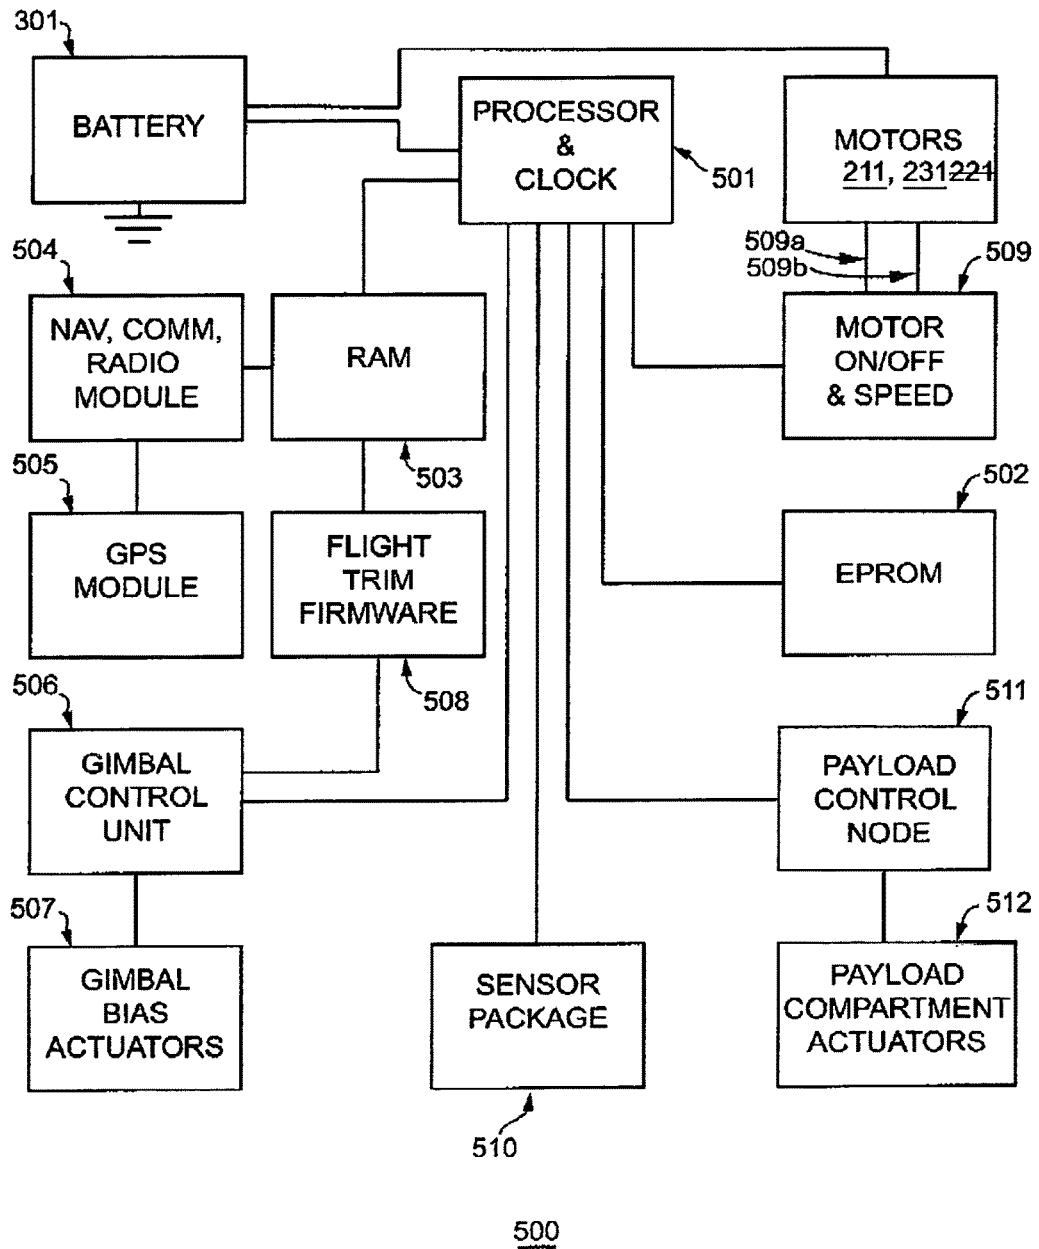 301
BATTERY
PROCESSOR
&
CLOCK
501
MOTORS
211, 231 221
504
509a
509b
509
NAV, COMM,
RADIO
MODULE
RAM
503
MOTOR
ON/OFF
& SPEED
505
GPS
MODULE
FLIGHT
TRIM
FIRMWARE
508
502
EPROM
506
GIMBAL
CONTROL
UNIT
511
PAYLOAD
CONTROL
NODE
507
GIMBAL
BIAS
ACTUATORS
SENSOR
PACKAGE
510
512
PAYLOAD
COMPARTMENT
ACTUATORS
500